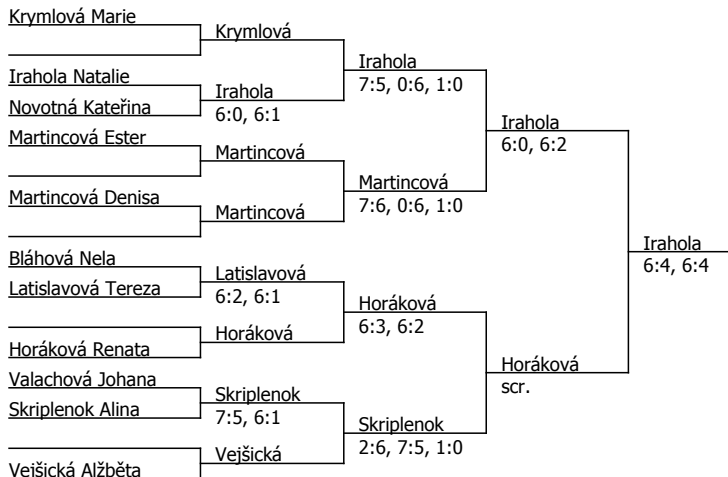 Krymlová Marie
Krymlová
Irahola
7:5, 0:6, 1:0
Irahola Natalie
Irahola
6:0, 6:1
Novotná Kateřina
Irahola
6:0, 6:2
Martincová Ester
Martincová
Martincová
7:6, 0:6, 1:0
Martincová Denisa
Martincová
Irahola
6:4, 6:4
Bláhová Nela
Latislavová
6:2, 6:1
Latislavová Tereza
Horáková
6:3, 6:2
Horáková
Horáková Renata
Horáková
scr.
Valachová Johana
Skriplenok
7:5, 6:1
Skriplenok Alina
Skriplenok
2:6, 7:5, 1:0
Vejšická
Vejšická Alžběta